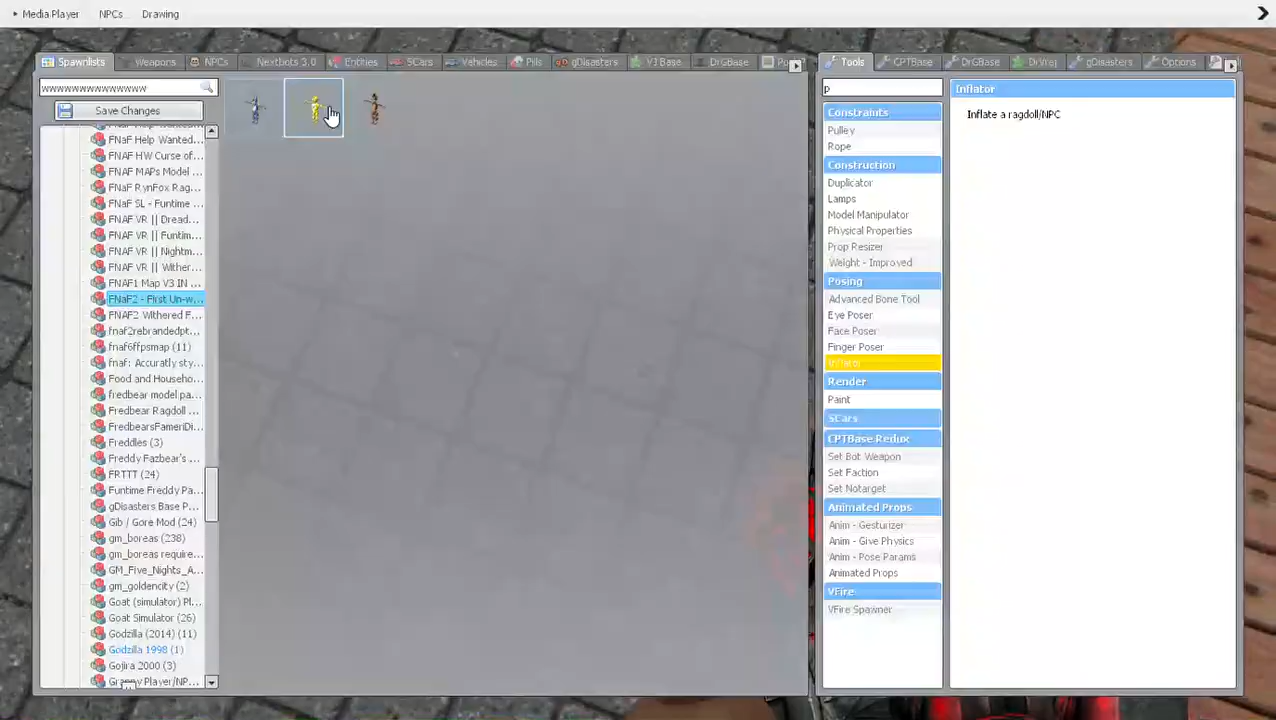 Media Player NPCs Drawing
Spawnlists Weapons NPCs Nextbots 3.0 Entities SCars Vehicles Pills gDisasters VJ Base DrGBase
Tools CPTBase DrGBase gDisasters Options
wwwwwwwwwwwwwww
Save Changes
FNaF Help Wanted...
FNAF HW Curse of...
FNAF MAPs Model ...
FNaF RynFox Rag...
FNaF SL - Funtime ...
FNAF VR || Dread...
FNAF VR || Funtim...
FNAF VR || Nightm...
FNAF VR || Wither...
FNAF1 Map V3 IN ...
FNaF2 - First Un-w...
FNAF2 Withered F...
fnaf2rebrandedpt...
fnaf6ffpsmap (11)
fnaf: Accuratly sty...
Food and Househo...
fredbear model pa...
Fredbear Ragdoll ...
FredbearsFameriDi...
Freddles (3)
Freddy Fazbear's ...
FRTTT (24)
Funtime Freddy Pa...
gDisasters Base P...
Gib / Gore Mod (24)
gm_boreas (238)
gm_boreas require...
GM_Five_Nights_A...
gm_goldencity (2)
Goat (simulator) Pl...
Goat Simulator (26)
Godzilla (2014) (11)
Godzilla 1998 (1)
Gojira 2000 (3)
Granny Player/NP...
p
Constraints
Pulley
Rope
Construction
Duplicator
Lamps
Model Manipulator
Physical Properties
Prop Resizer
Weight - Improved
Posing
Advanced Bone Tool
Eye Poser
Face Poser
Finger Poser
Inflator
Render
Paint
SCars
CPTBase Redux
Set Bot Weapon
Set Faction
Set Notarget
Animated Props
Anim - Gesturizer
Anim - Give Physics
Anim - Pose Params
Animated Props
VFire
VFire Spawner
Inflator
Inflate a ragdoll/NPC